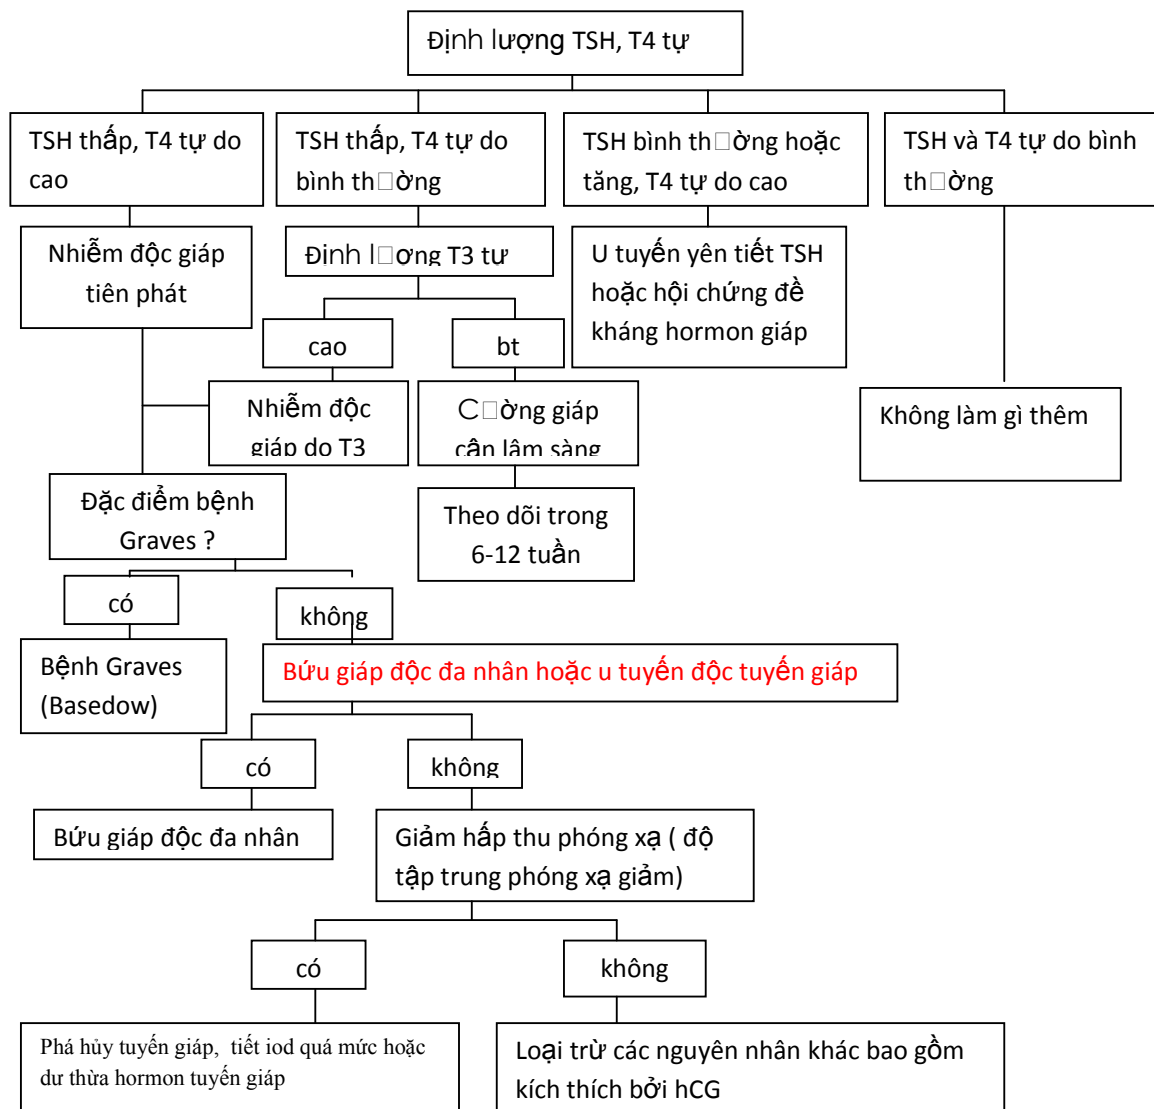 Định lượng TSH, T4 tự
TSH thấp, T4 tự do
cao
TSH thấp, T4 tự do
bình th□ờng
TSH bình th□ờng hoặc
tăng, T4 tự do cao
TSH và T4 tự do bình
th□ờng
Nhiễm độc giáp
tiên phát
Định l□ơng T3 tư
U tuyến yên tiết TSH
hoặc hội chứng đề
kháng hormon giáp
cao
bt
Nhiễm độc
giáp do T3
C□ờng giáp
cận lâm sàng
Không làm gì thêm
Đặc điểm bệnh
Graves ?
Theo dõi trong
6-12 tuần
có
không
Bệnh Graves
(Basedow)
Bứu giáp độc đa nhân hoặc u tuyến độc tuyến giáp
có
không
Bứu giáp độc đa nhân
Giảm hấp thu phóng xạ ( độ
tập trung phóng xạ giảm)
có
không
Phá hủy tuyến giáp, tiết iod quá mức hoặc
dư thừa hormon tuyến giáp
Loại trừ các nguyên nhân khác bao gồm
kích thích bởi hCG